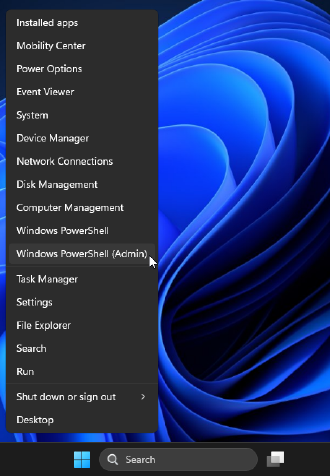 Installed apps
Mobility Center
Power Options
Event Viewer
System
Device Manager
Network Connections
Disk Management
Computer Management
Windows PowerShell
Windows PowerShell (Admin)
Task Manager
Settings
File Explorer
Search
Run
Shut down or sign out
Desktop
Search